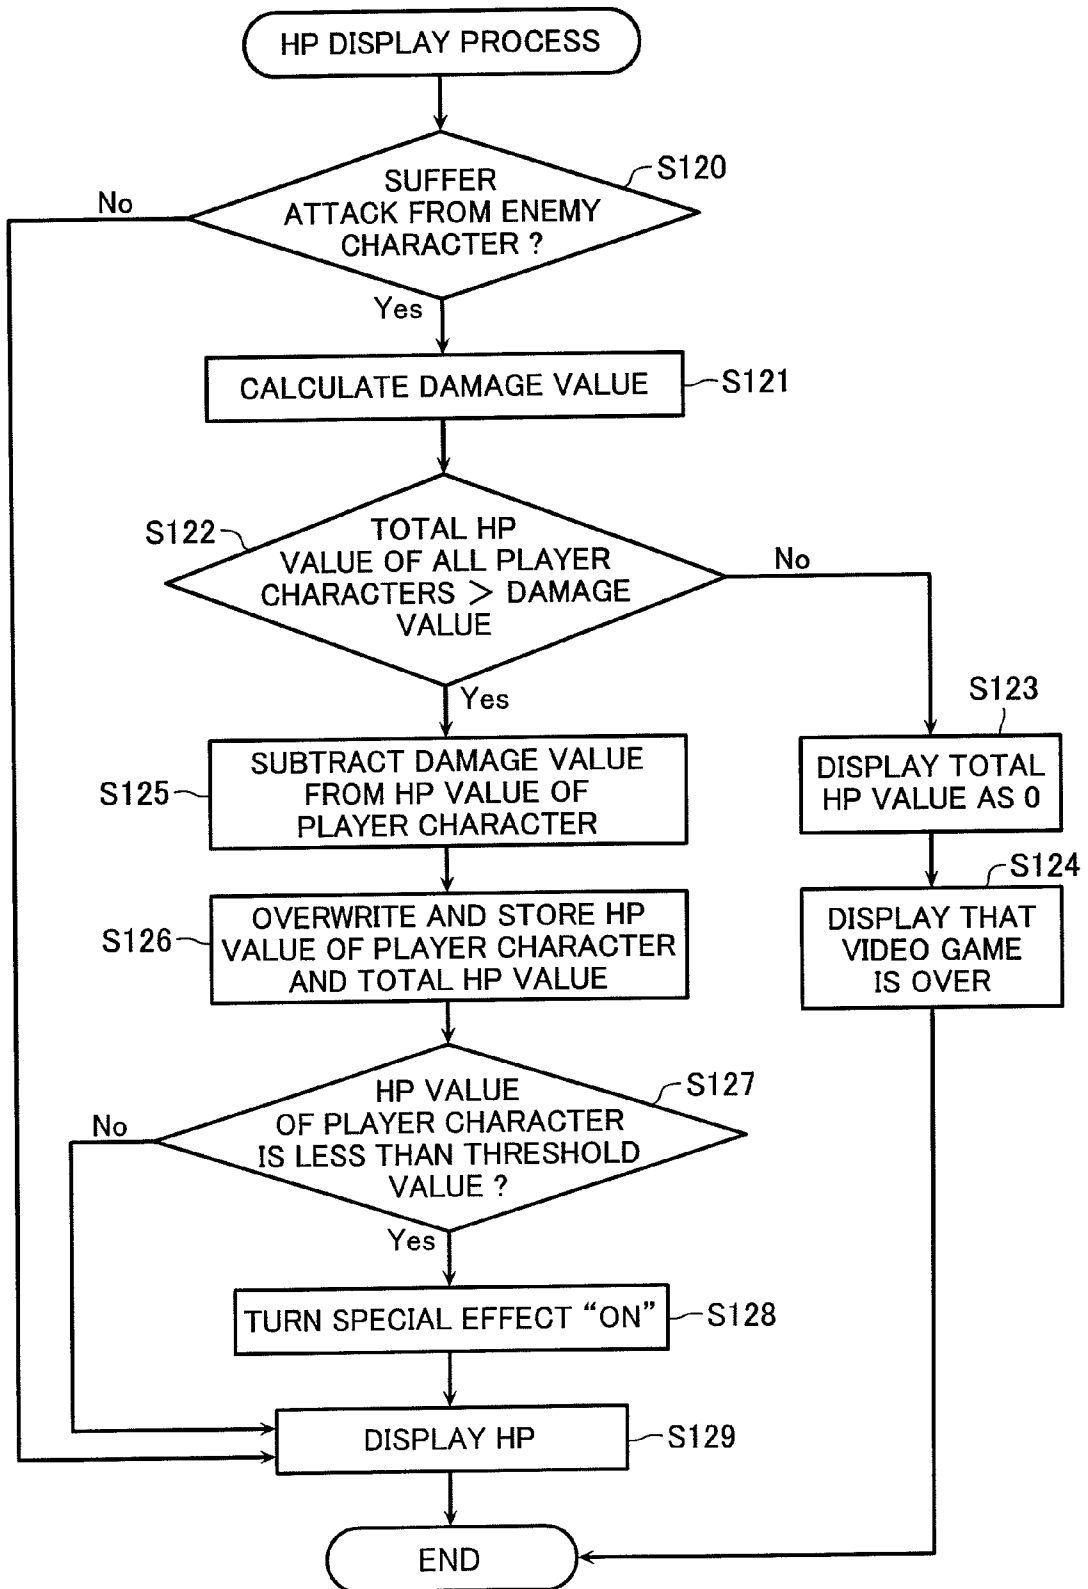 HP DISPLAY PROCESS
S120
SUFFER
ATTACK FROM ENEMY
CHARACTER ?
No
Yes
CALCULATE DAMAGE VALUE
S121
S122
TOTAL HP
VALUE OF ALL PLAYER
CHARACTERS > DAMAGE
VALUE
No
Yes
S123
DISPLAY TOTAL
HP VALUE AS 0
S125
SUBTRACT DAMAGE VALUE
FROM HP VALUE OF
PLAYER CHARACTER
S124
DISPLAY THAT
VIDEO GAME
IS OVER
S126
OVERWRITE AND STORE HP
VALUE OF PLAYER CHARACTER
AND TOTAL HP VALUE
S127
HP VALUE
OF PLAYER CHARACTER
IS LESS THAN THRESHOLD
VALUE ?
No
Yes
TURN SPECIAL EFFECT “ON”
S128
DISPLAY HP
S129
END